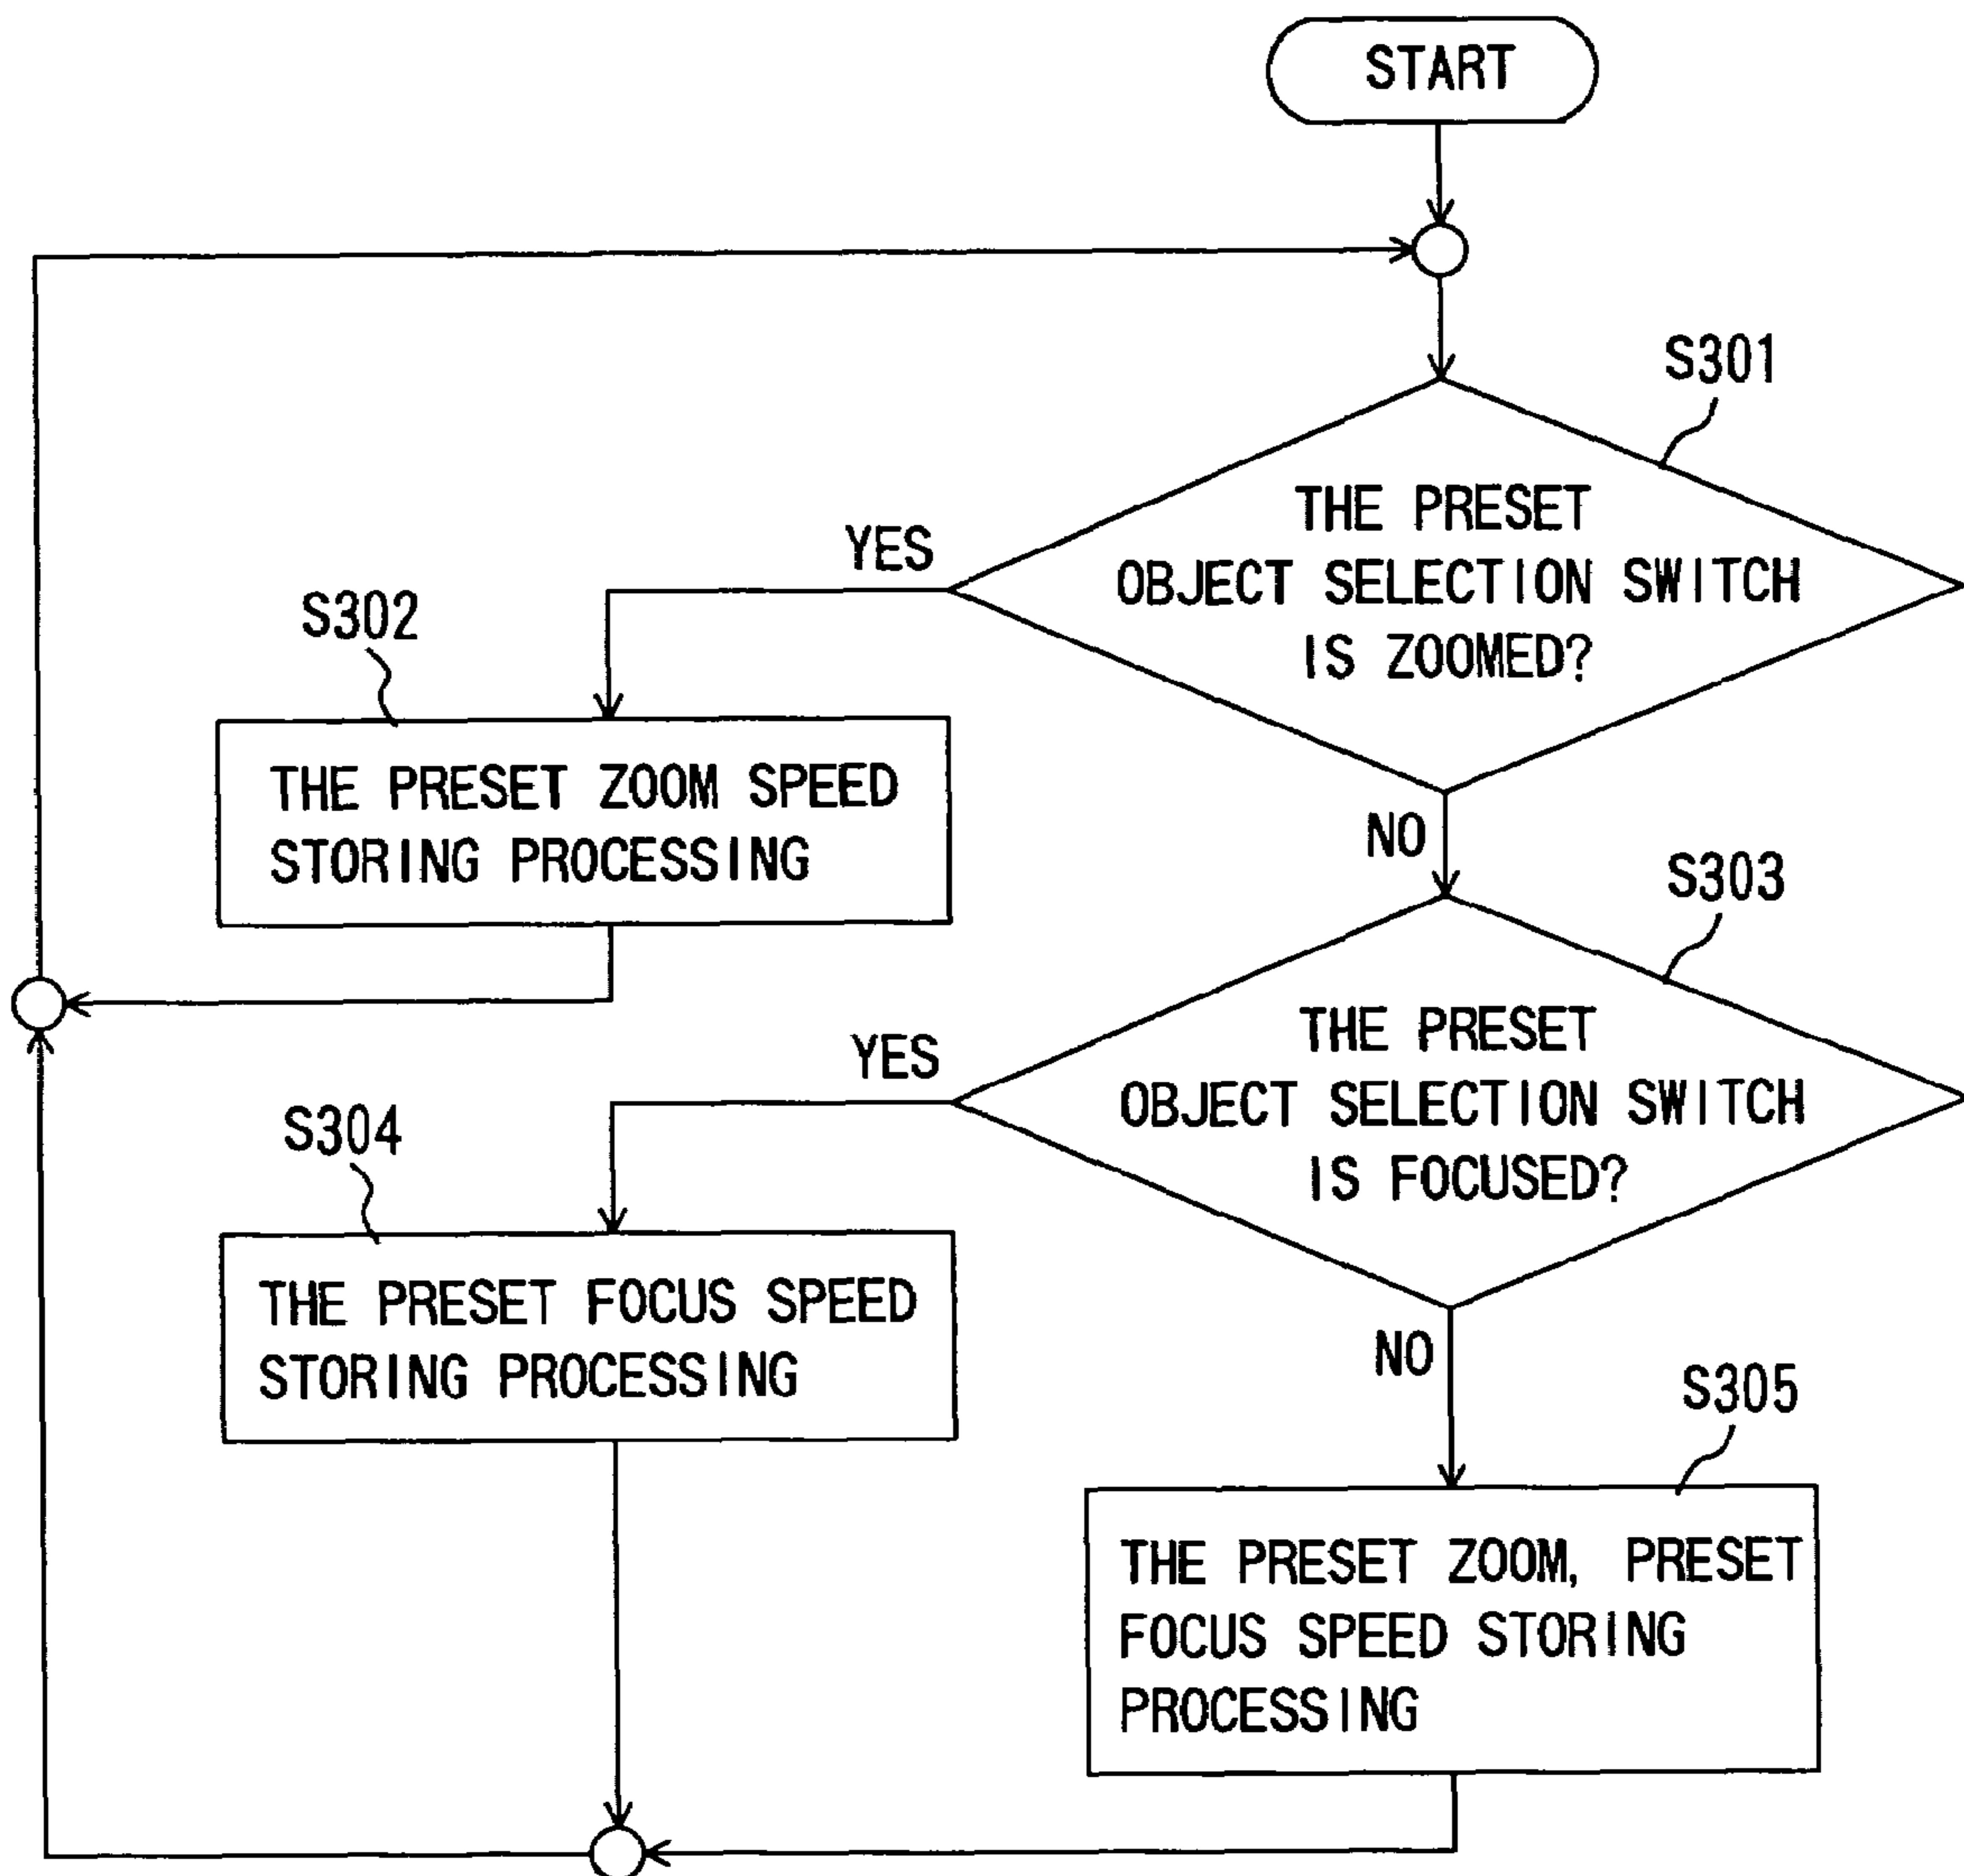 START
S301
THE PRESET
OBJECT SELECTION SWITCH
IS ZOOMED?
YES
S302
THE PRESET ZOOM SPEED
STORING PROCESSING
NO
S303
THE PRESET
OBJECT SELECTION SWITCH
IS FOCUSED?
YES
S304
THE PRESET FOCUS SPEED
STORING PROCESSING
NO
S305
THE PRESET ZOOM, PRESET
FOCUS SPEED STORING
PROCESSING